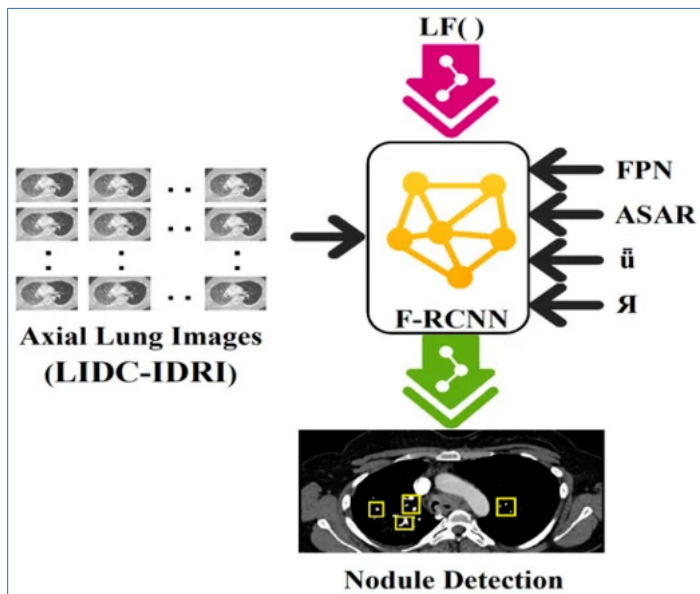 LF( )
FPN
ASAR
ǖ
Я
F-RCNN
Axial Lung Images
(LIDC-IDRI)
Nodule Detection